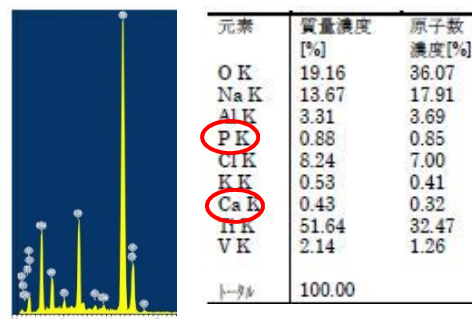 元素 質量濃度 原子数
[%] 濃度[%]
O K 19.16 36.07
Na K 13.67 17.91
Al K 3.31 3.69
P K 0.88 0.85
Cl K 8.24 7.00
K K 0.53 0.41
Ca K 0.43 0.32
Ti K 51.64 32.47
V K 2.14 1.26
トータル 100.00